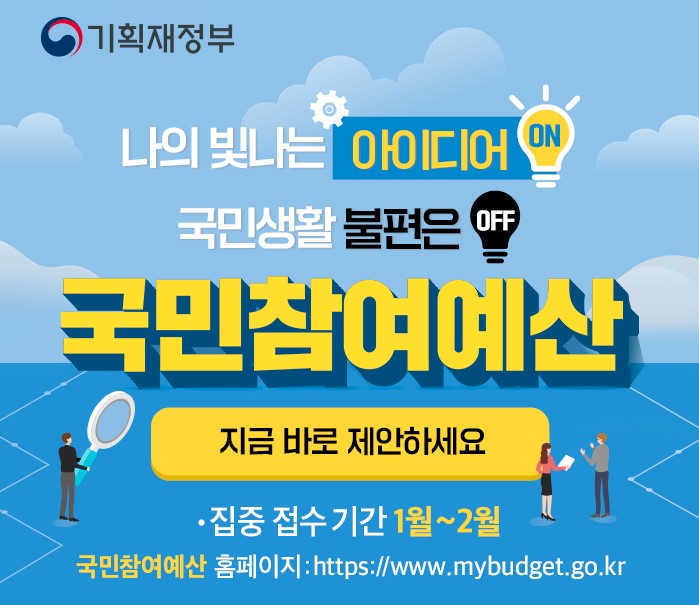 기획재정부
나의 빛나는 아이디어 ON
국민생활 불편은 OFF
국민참여예산
지금 바로 제안하세요
· 집중 접수 기간 1월~2월
국민참여예산 홈페이지 : https://www.mybudget.go.kr